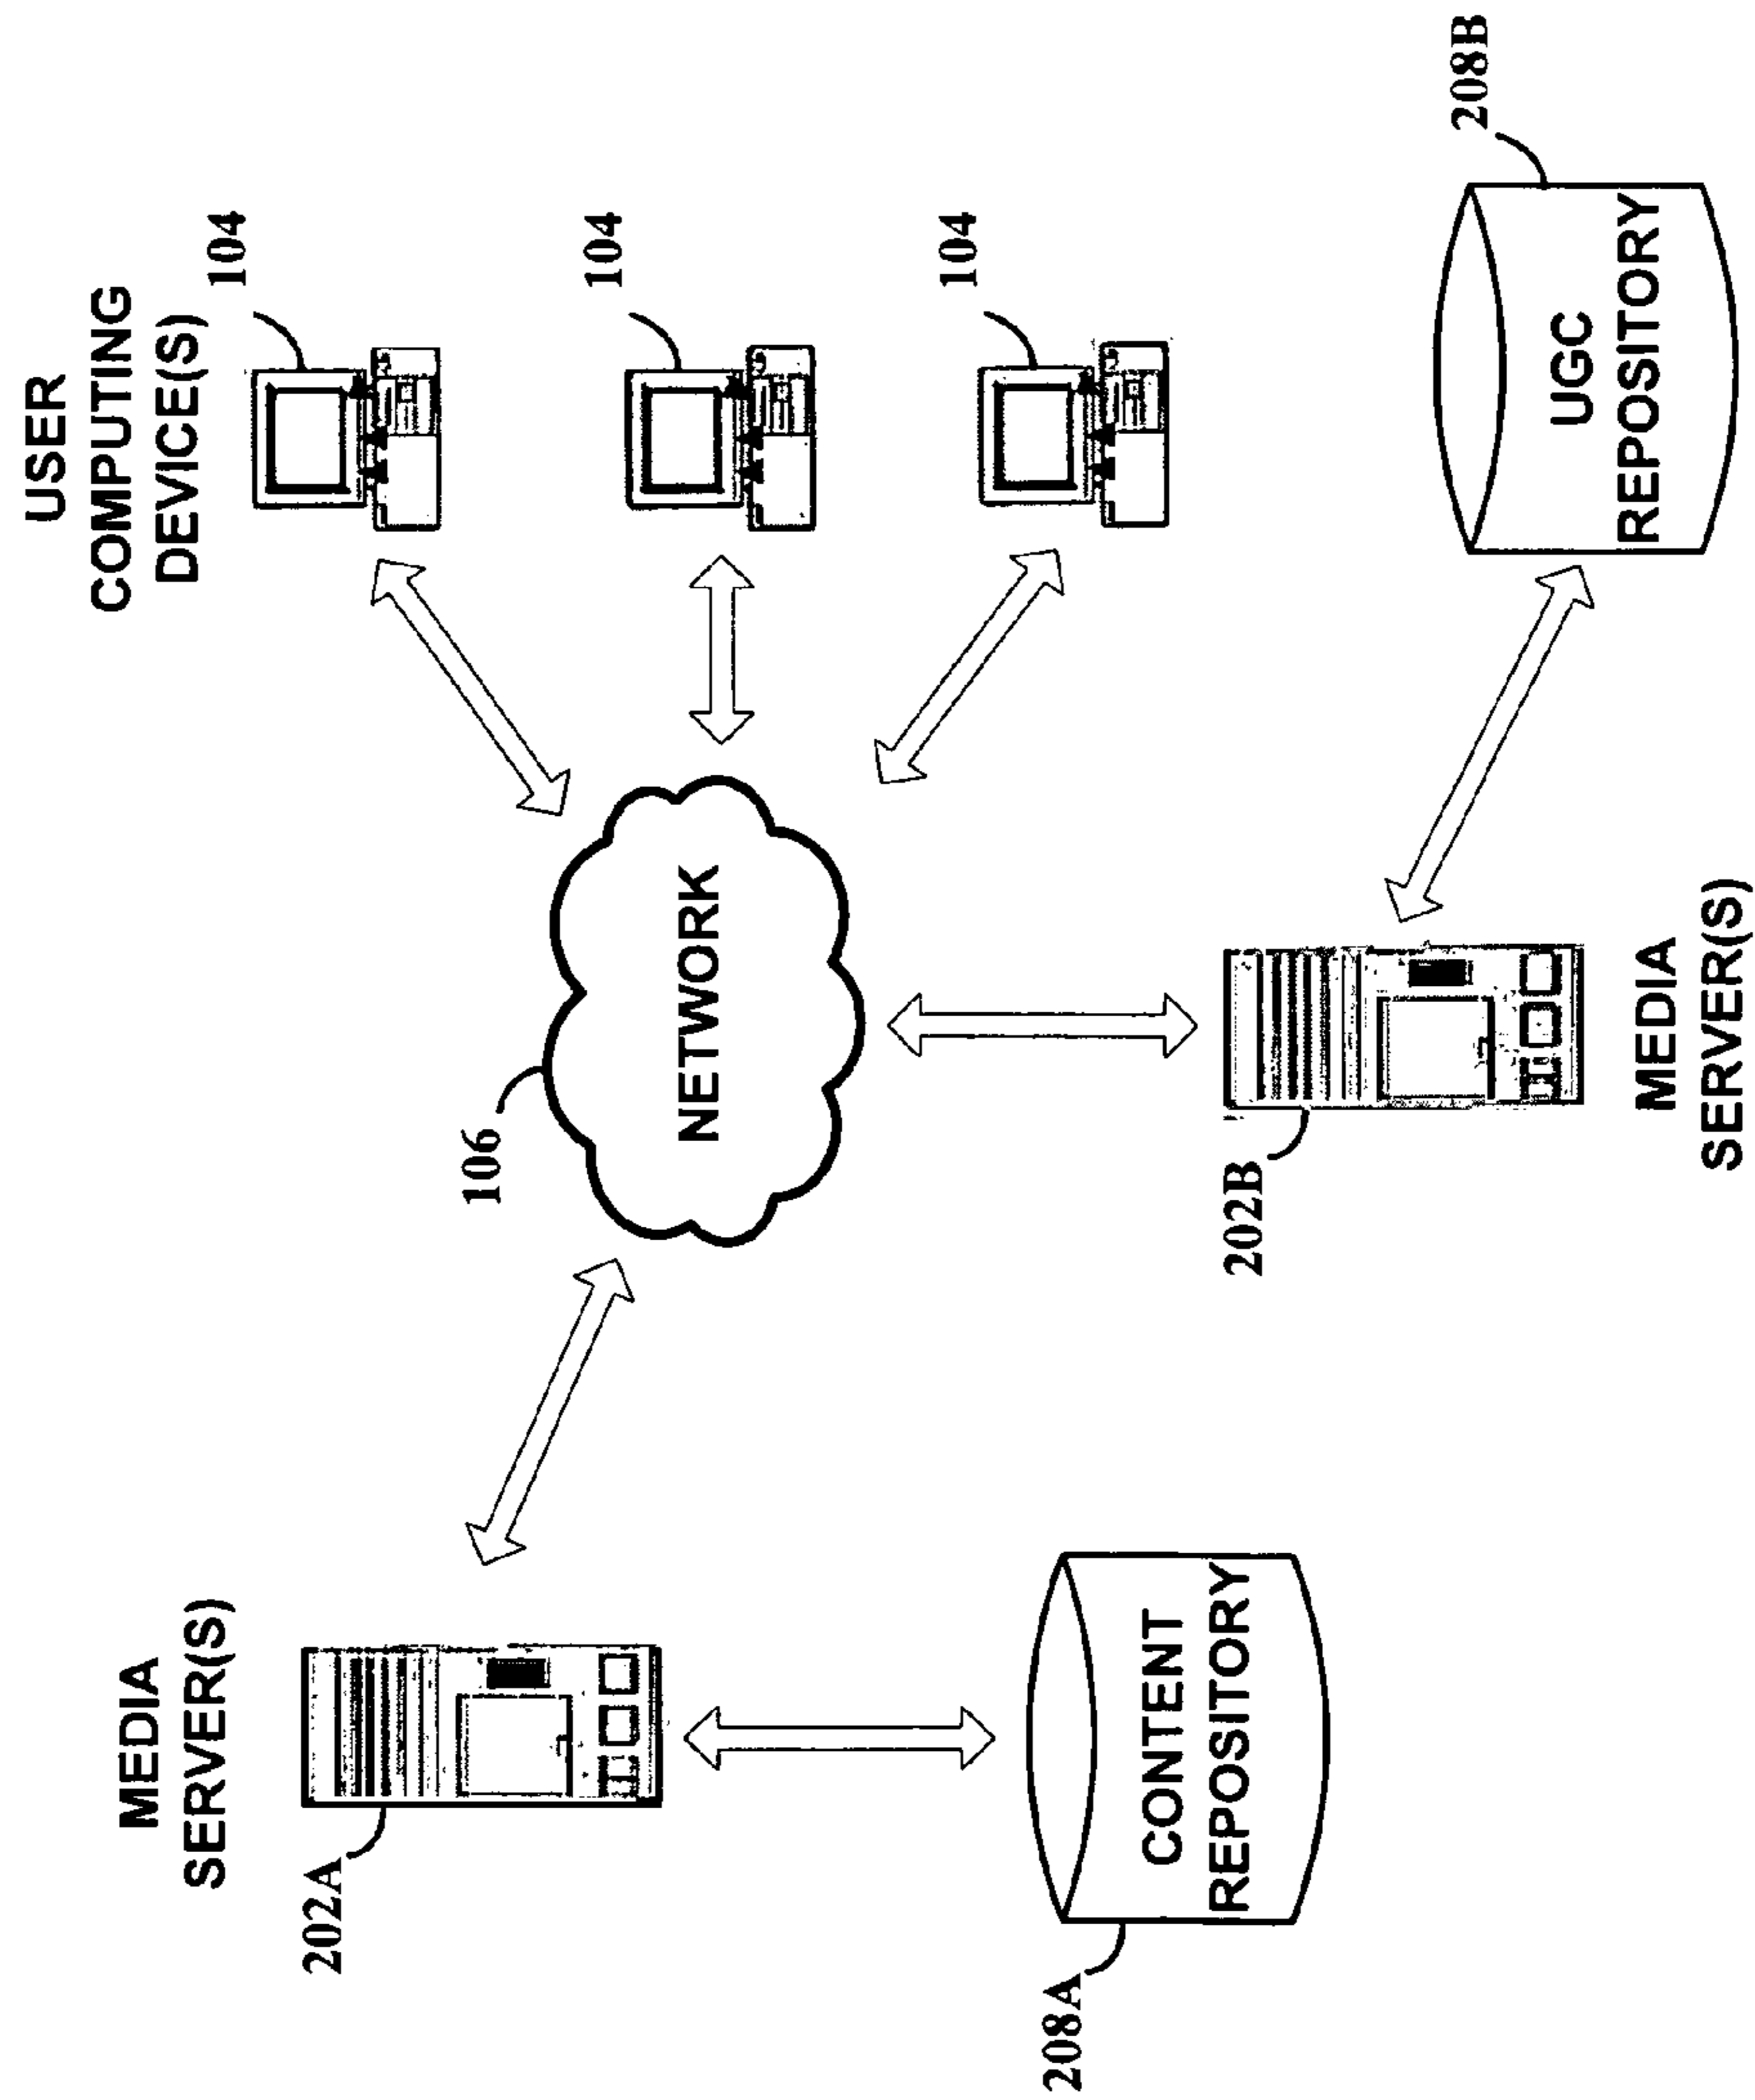 MEDIA
SERVER(S)
202A
CONTENT
REPOSITORY
208A
106
NETWORK
USER
COMPUTING
DEVICE(S)
104
104
104
202B
MEDIA
SERVER(S)
UGC
REPOSITORY
208B